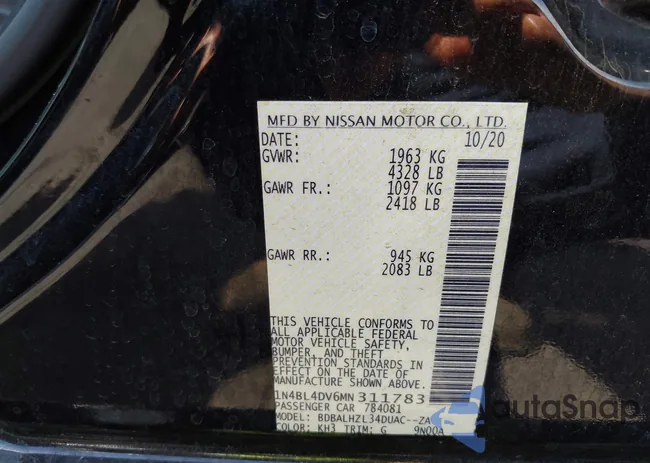 MFD BY NISSAN MOTOR CO., LTD.
DATE: 10/20
GVWR: 1963 KG
4328 LB
GAWR FR.: 1097 KG
2418 LB
GAWR RR.: 945 KG
2083 LB
THIS VEHICLE CONFORMS TO
ALL APPLICABLE FEDERAL
MOTOR VEHICLE SAFETY,
BUMPER, AND THEFT
PREVENTION STANDARDS
IN EFFECT ON THE DATE OF
MANUFACTURE SHOWN ABOVE.
1N4BL4DV6MN311783
PASSENGER CAR 784081
MODEL: BDBALHZL34DUAC--ZA
COLOR: KH3 TRIM: G 9N00A
AutoSnap